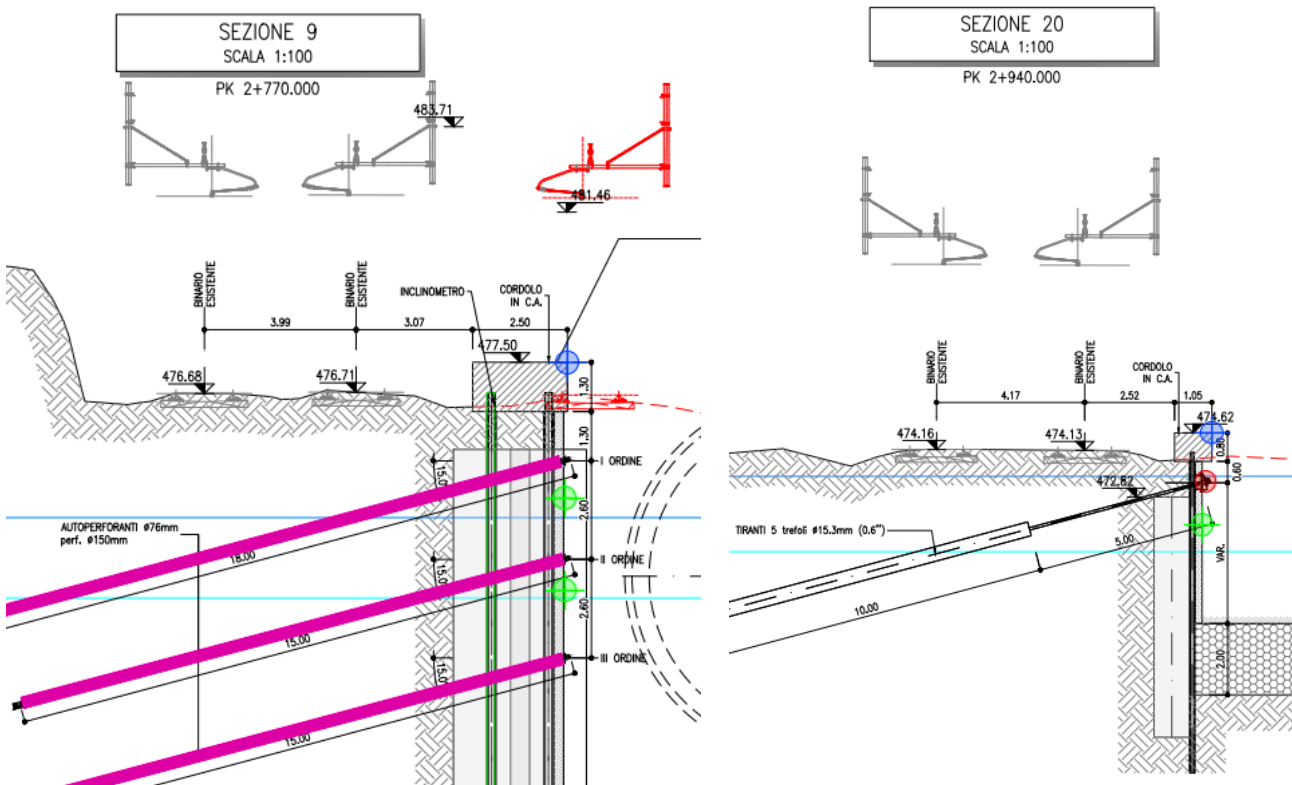 SEZIONE 9
SCALA 1:100
PK 2+770.000
483.71
481.46
BINARIO
ESISTENTE
BINARIO
ESISTENTE
INCLINOMETRO
CORDOLO
IN C.A.
3.99
3.07
2.50
477.50
476.68
476.71
1.30
1.30
I ORDINE
15.0°
2.60
AUTOPERFORANTI ø76mm
perf. ø150mm
18.00
II ORDINE
15.0°
2.60
15.00
III ORDINE
15.0°
15.00
SEZIONE 20
SCALA 1:100
PK 2+940.000
BINARIO
ESISTENTE
BINARIO
ESISTENTE
CORDOLO
IN C.A.
4.17
2.52
1.05
474.62
474.16
474.13
0.80
0.60
472.82
TIRANTI 5 trefoli ø15.3mm (0.6")
5.00
VAR.
10.00
2.00